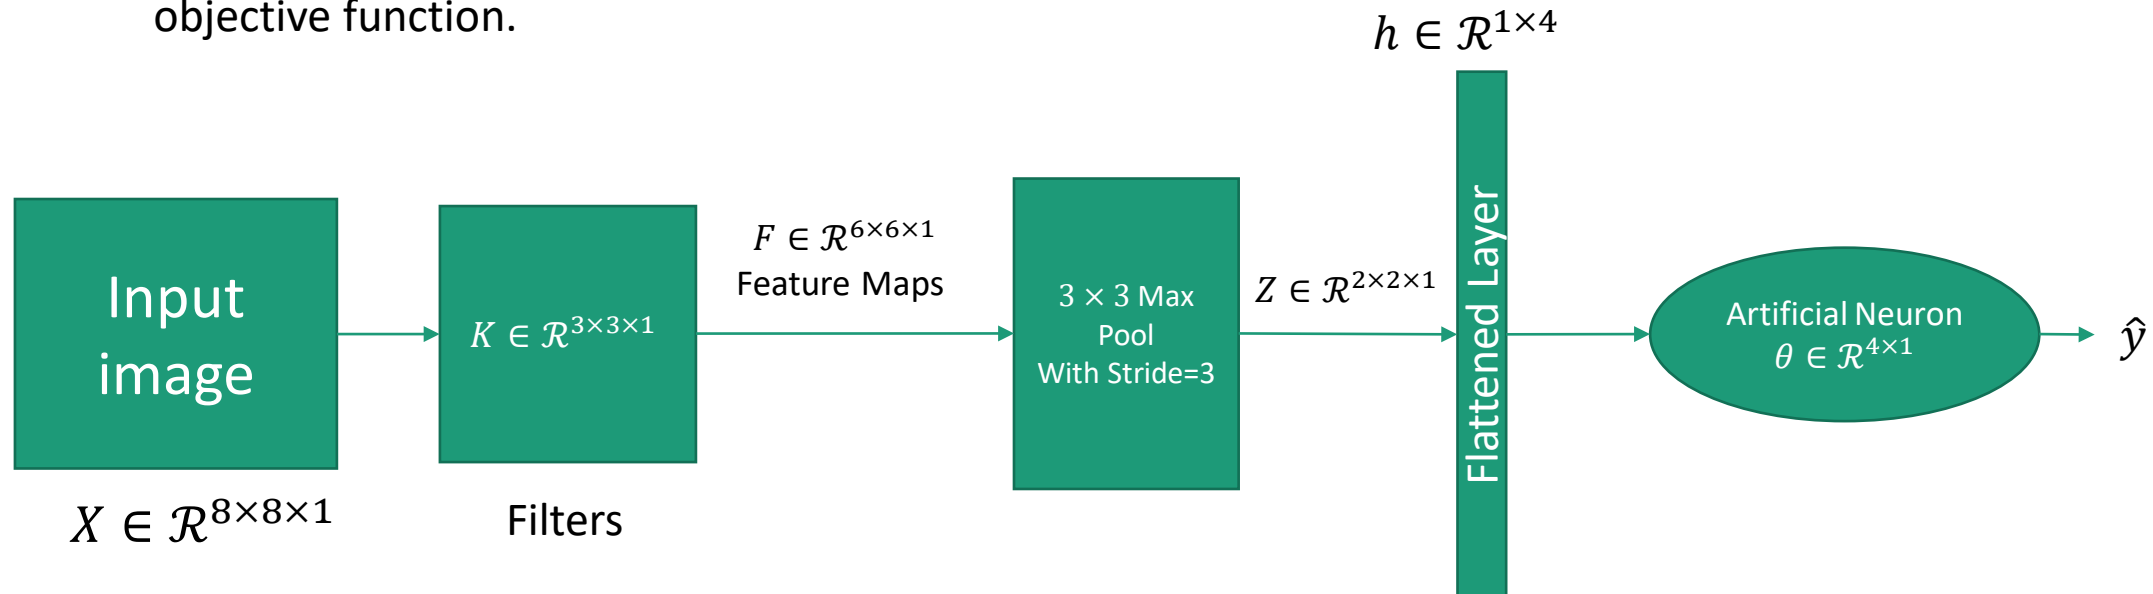 objective function.
h ∈ ℛ^{1×4}
Input
image
X ∈ ℛ^{8×8×1}
K ∈ ℛ^{3×3×1}
Filters
F ∈ ℛ^{6×6×1}
Feature Maps
3 × 3 Max
Pool
With Stride=3
Z ∈ ℛ^{2×2×1}
Flattened Layer
Artificial Neuron
θ ∈ ℛ^{4×1}
ŷ